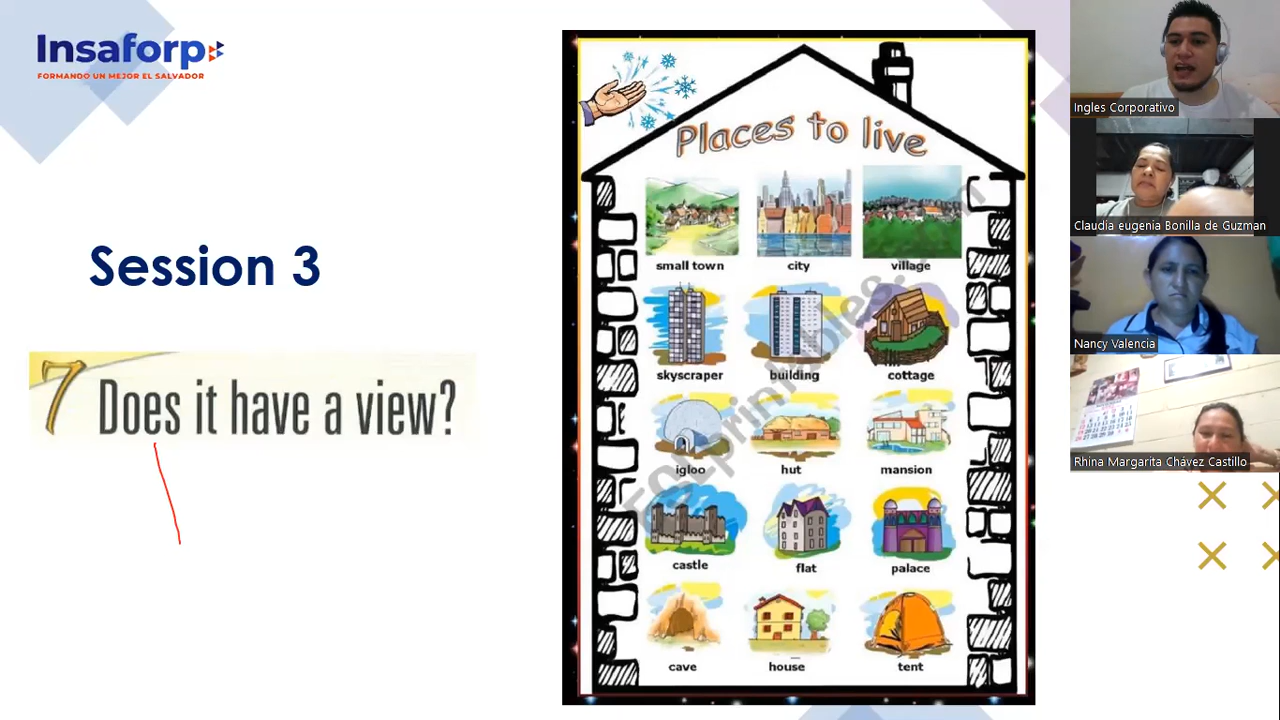 Insaforp
FORMANDO UN MEJOR EL SALVADOR
Session 3
7 Does it have a view?
Places to live
small town
city
village
skyscraper
building
cottage
igloo
hut
mansion
castle
flat
palace
cave
house
tent
ESLprintables.com
Ingles Corporativo
Claudia eugenia Bonilla de Guzman
Nancy Valencia
Rhina Margarita Chávez Castillo